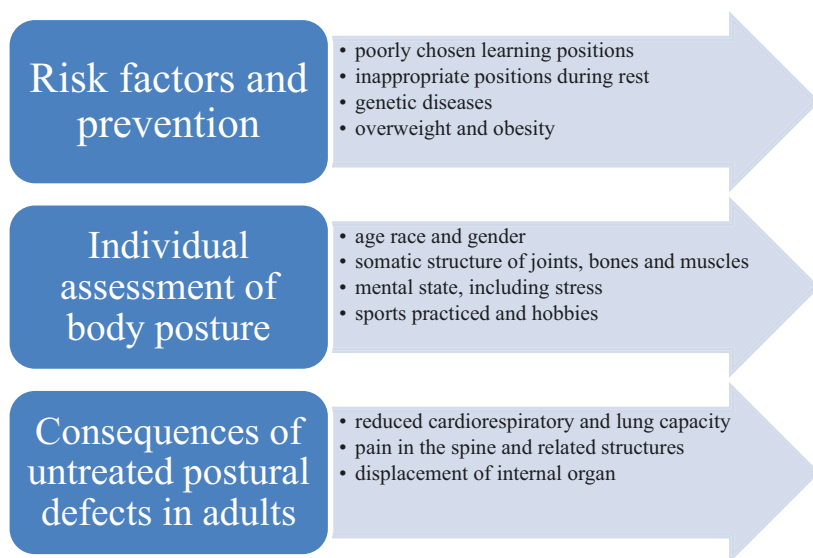 Risk factors and
prevention
• poorly chosen learning positions
• inappropriate positions during rest
• genetic diseases
• overweight and obesity
Individual
assessment of
body posture
• age race and gender
• somatic structure of joints, bones and muscles
• mental state, including stress
• sports practiced and hobbies
Consequences of
untreated postural
defects in adults
• reduced cardiorespiratory and lung capacity
• pain in the spine and related structures
• displacement of internal organ